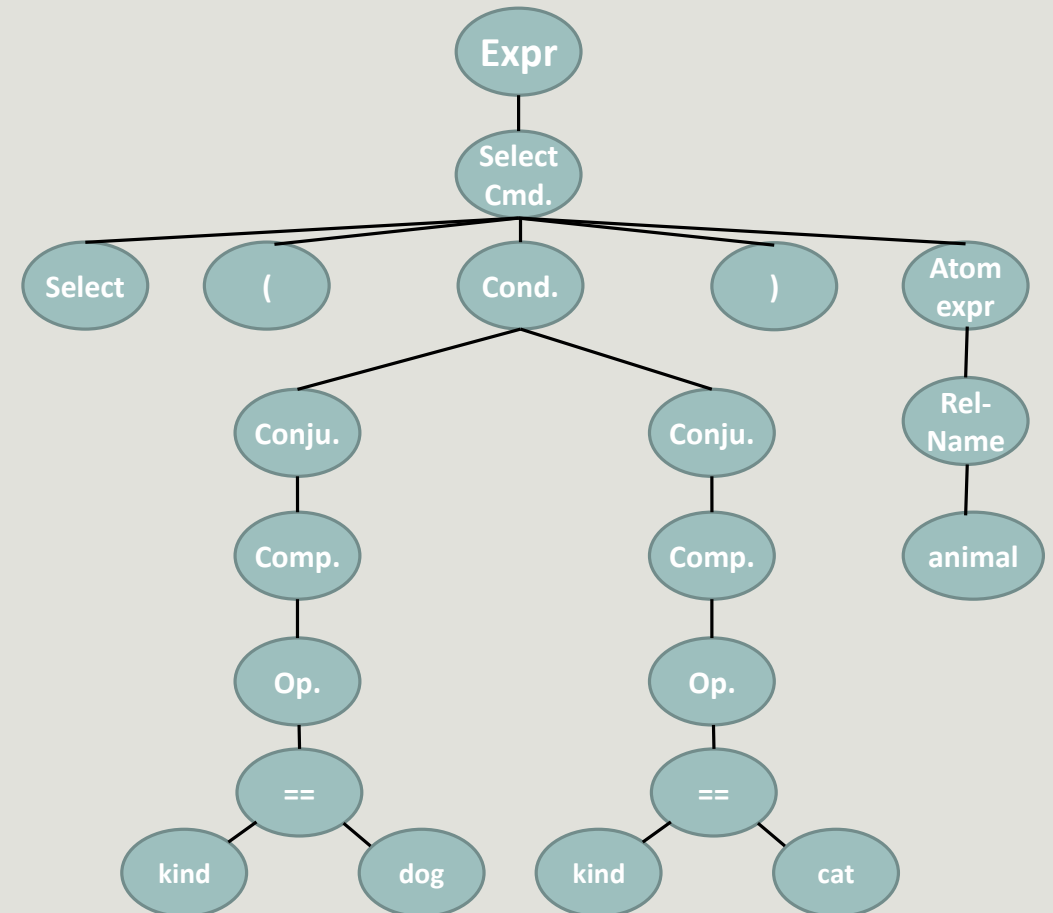 Expr
Select
Cmd.
Select
(
Cond.
)
Atom
expr
Conju.
Conju.
Rel-
Name
Comp.
Comp.
animal
Op.
Op.
==
==
kind
dog
kind
cat